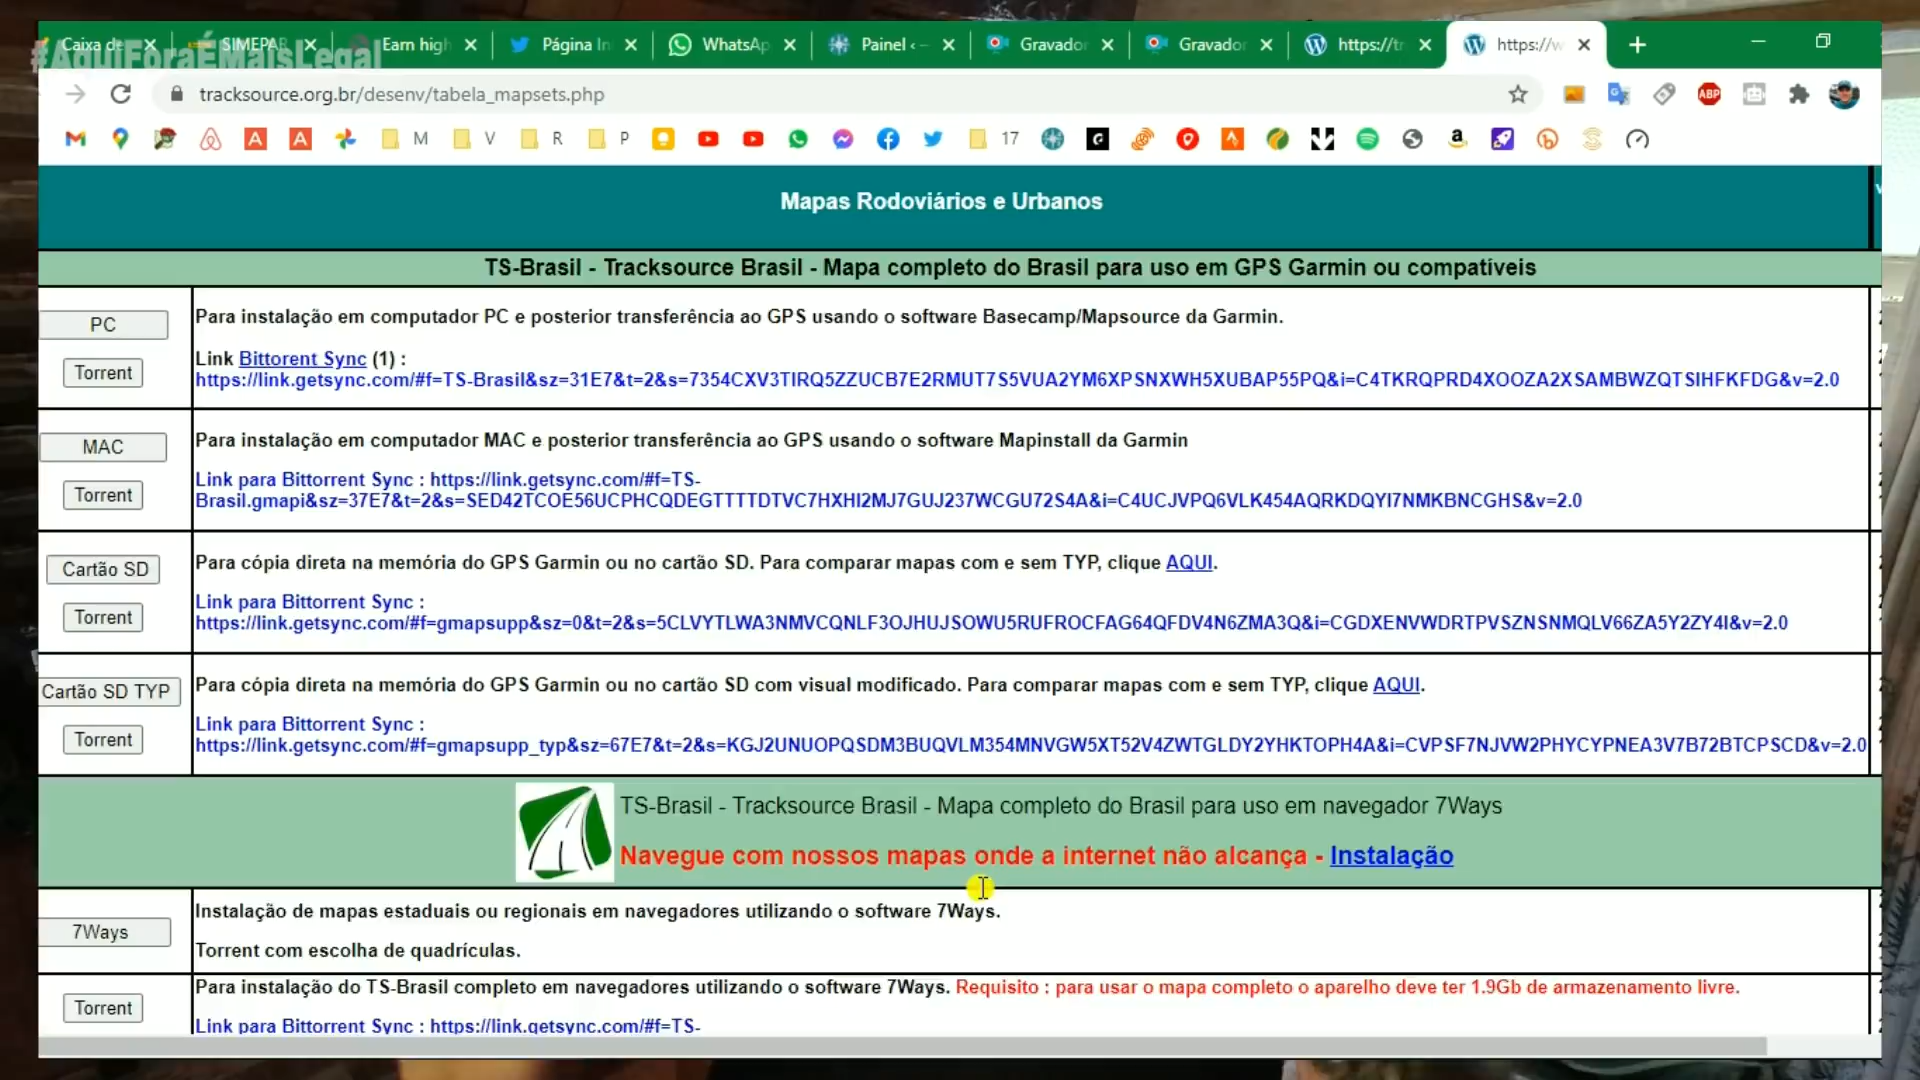 #AquiForaÉMaisLegal
Caixa de SIMEPAR Earn high Página In WhatsAp Painel ‹ – Gravador Gravador https://tr https://w
tracksource.org.br/desenv/tabela_mapsets.php
M V R P 17
Mapas Rodoviários e Urbanos
TS-Brasil - Tracksource Brasil - Mapa completo do Brasil para uso em GPS Garmin ou compatíveis
PC
Para instalação em computador PC e posterior transferência ao GPS usando o software Basecamp/Mapsource da Garmin.
Torrent
Link Bittorent Sync (1) :
https://link.getsync.com/#f=TS-Brasil&sz=31E7&t=2&s=7354CXV3TIRQ5ZZUCB7E2RMUT7S5VUA2YM6XPSNXWH5XUBAP55PQ&i=C4TKRQPRD4XOOZA2XSAMBWZQTSIHFKFDG&v=2.0
MAC
Para instalação em computador MAC e posterior transferência ao GPS usando o software Mapinstall da Garmin
Torrent
Link para Bittorrent Sync : https://link.getsync.com/#f=TS-
Brasil.gmapi&sz=37E7&t=2&s=SED42TCOE56UCPHCQDEGTTTTDTVC7HXHI2MJ7GUJ237WCGU72S4A&i=C4UCJVPQ6VLK454AQRKDQYI7NMKBNCGHS&v=2.0
Cartão SD
Para cópia direta na memória do GPS Garmin ou no cartão SD. Para comparar mapas com e sem TYP, clique AQUI.
Torrent
Link para Bittorrent Sync :
https://link.getsync.com/#f=gmapsupp&sz=0&t=2&s=5CLVYTLWA3NMVCQNLF3OJHUJSOWU5RUFROCFAG64QFDV4N6ZMA3Q&i=CGDXENVWDRTPVSZNSNMQLV66ZA5Y2ZY4I&v=2.0
Cartão SD TYP
Para cópia direta na memória do GPS Garmin ou no cartão SD com visual modificado. Para comparar mapas com e sem TYP, clique AQUI.
Torrent
Link para Bittorrent Sync :
https://link.getsync.com/#f=gmapsupp_typ&sz=67E7&t=2&s=KGJ2UNUOPQSDM3BUQVLM354MNVGW5XT52V4ZWTGLDY2YHKTOPH4A&i=CVPSF7NJVW2PHYCYPNEA3V7B72BTCPSCD&v=2.0
TS-Brasil - Tracksource Brasil - Mapa completo do Brasil para uso em navegador 7Ways
Navegue com nossos mapas onde a internet não alcança - Instalação
7Ways
Instalação de mapas estaduais ou regionais em navegadores utilizando o software 7Ways.
Torrent com escolha de quadrículas.
Torrent
Para instalação do TS-Brasil completo em navegadores utilizando o software 7Ways. Requisito : para usar o mapa completo o aparelho deve ter 1.9Gb de armazenamento livre.
Link para Bittorrent Sync : https://link.getsync.com/#f=TS-